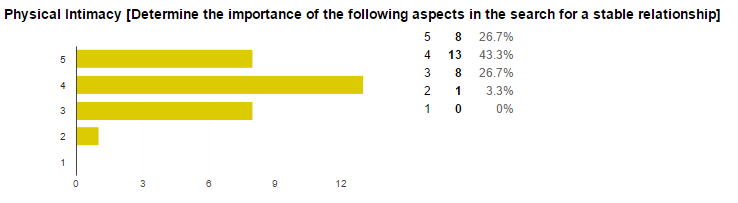 Physical Intimacy [Determine the importance of the following aspects in the search for a stable relationship]
5 8 26.7%
4 13 43.3%
3 8 26.7%
2 1 3.3%
1 0 0%
5
4
3
2
1
0 3 6 9 12